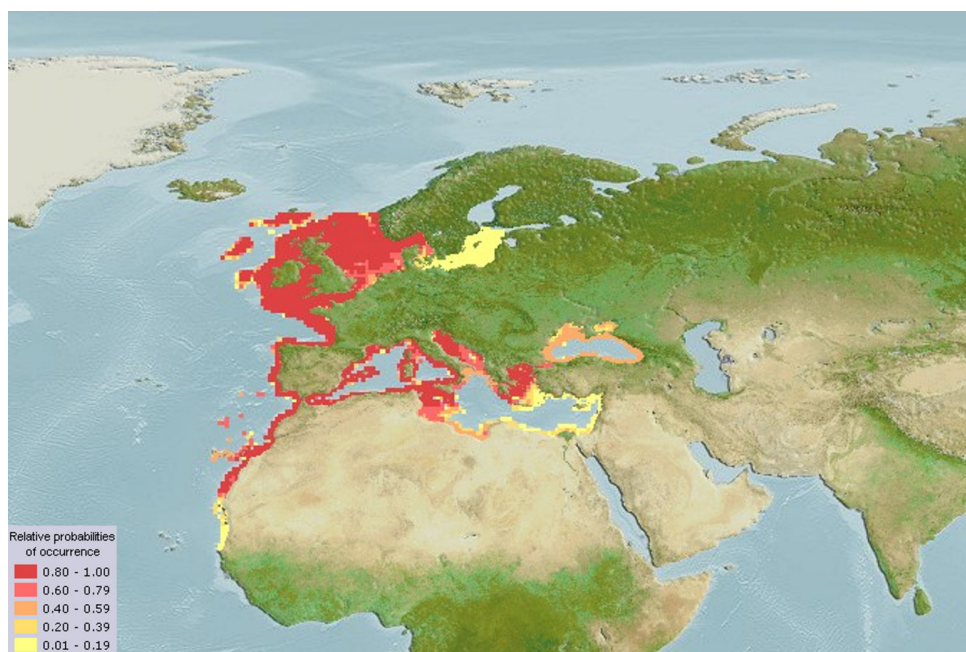 Relative probabilities
of occurrence
0.80 - 1.00
0.60 - 0.79
0.40 - 0.59
0.20 - 0.39
0.01 - 0.19